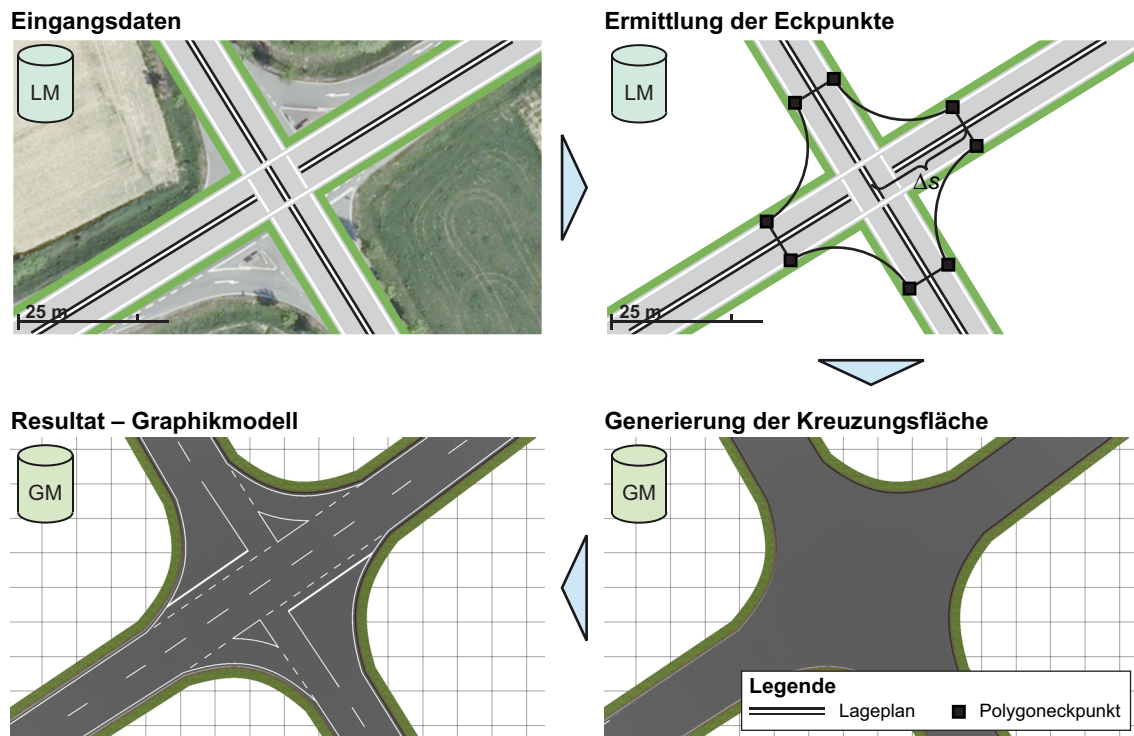 Eingangsdaten
LM
25 m
Ermittlung der Eckpunkte
LM
Δs
25 m
Resultat – Graphikmodell
GM
Generierung der Kreuzungsfläche
GM
Legende
Lageplan
Polygoneckpunkt